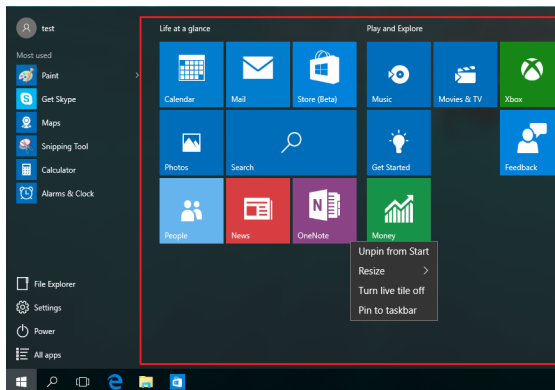 test
Most used
Paint
Get Skype
Maps
Snipping Tool
Calculator
Alarms & Clock
File Explorer
Settings
Power
All apps
Life at a glance
Calendar
Mail
Store (Beta)
Photos
Search
People
News
OneNote
Play and Explore
Music
Movies & TV
Xbox
Get Started
Feedback
Money
Unpin from Start
Resize
Turn live tile off
Pin to taskbar